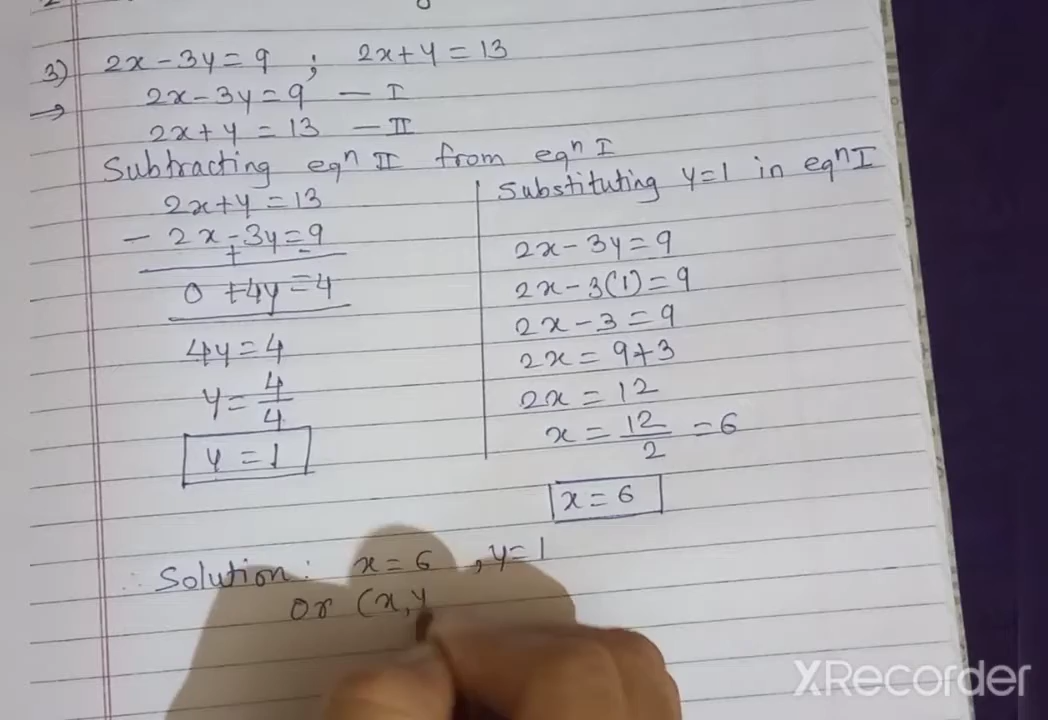 3) 2x - 3y = 9 ; 2x + y = 13
→ 2x - 3y = 9 — I
2x + y = 13 — II
Subtracting eqⁿ II from eqⁿ I
2x + y = 13
- 2x - 3y = 9
+ -
0 + 4y = 4
4y = 4
y = 4/4
y = 1
Substituting y = 1 in eqⁿ I
2x - 3y = 9
2x - 3(1) = 9
2x - 3 = 9
2x = 9 + 3
2x = 12
x = 12/2 = 6
x = 6
∴ Solution: x = 6 , y = 1
Or (x, y
XRecorder